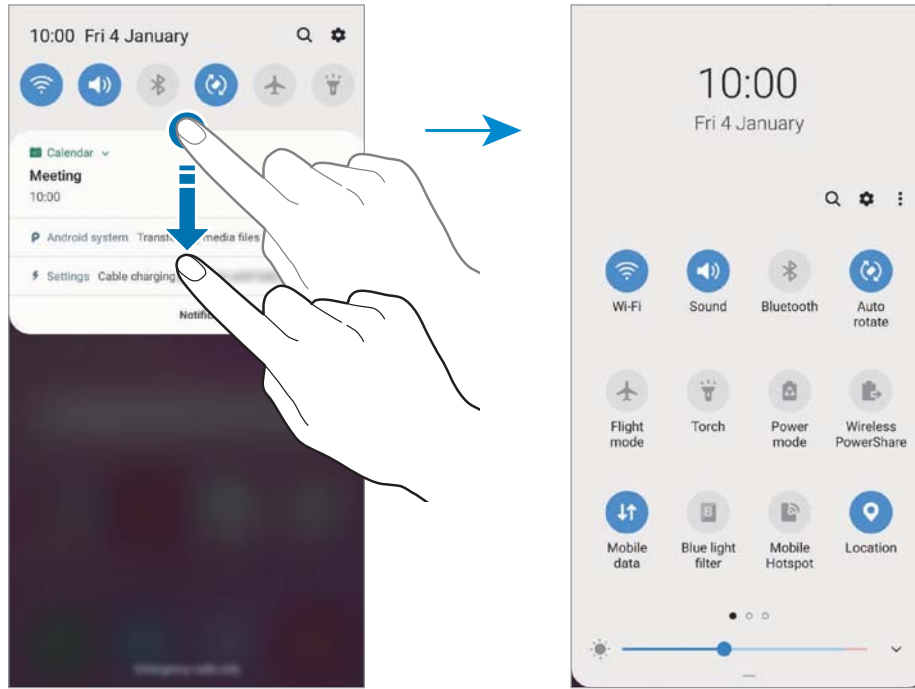 10:00 Fri 4 January
Calendar
Meeting
10:00
Android system media files
Settings Cable charging
10:00
Fri 4 January
Wi-Fi
Sound
Bluetooth
Auto
rotate
Flight
mode
Torch
Power
mode
Wireless
PowerShare
Mobile
data
Blue light
filter
Mobile
Hotspot
Location